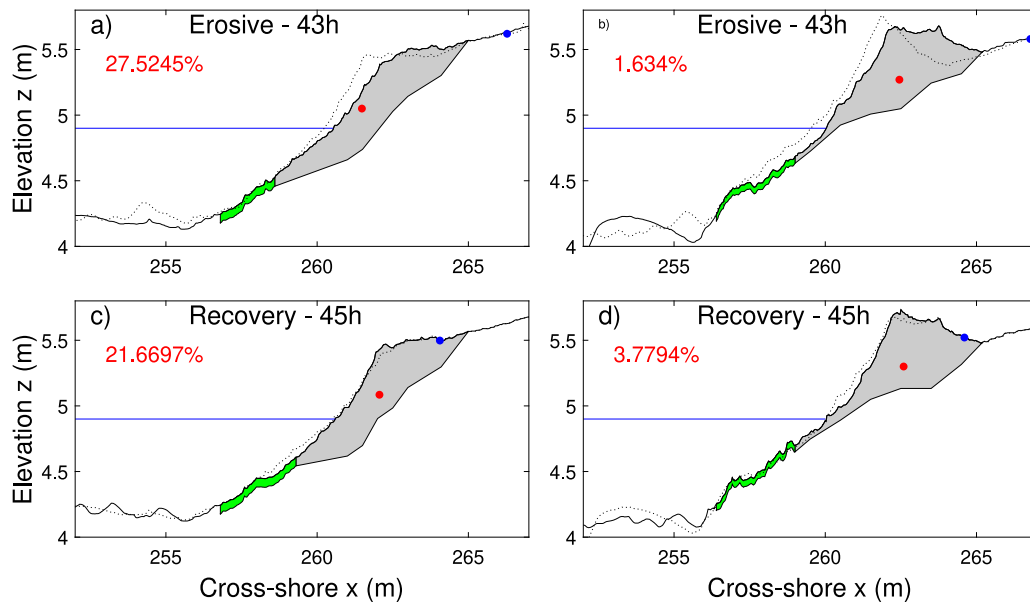 a) Erosive - 43h
27.5245%
5.5
5
4.5
4
Elevation z (m)
255 260 265
b) Erosive - 43h
1.634%
5.5
5
4.5
4
255 260 265
c) Recovery - 45h
21.6697%
5.5
5
4.5
4
Elevation z (m)
255 260 265
Cross-shore x (m)
d) Recovery - 45h
3.7794%
5.5
5
4.5
4
255 260 265
Cross-shore x (m)